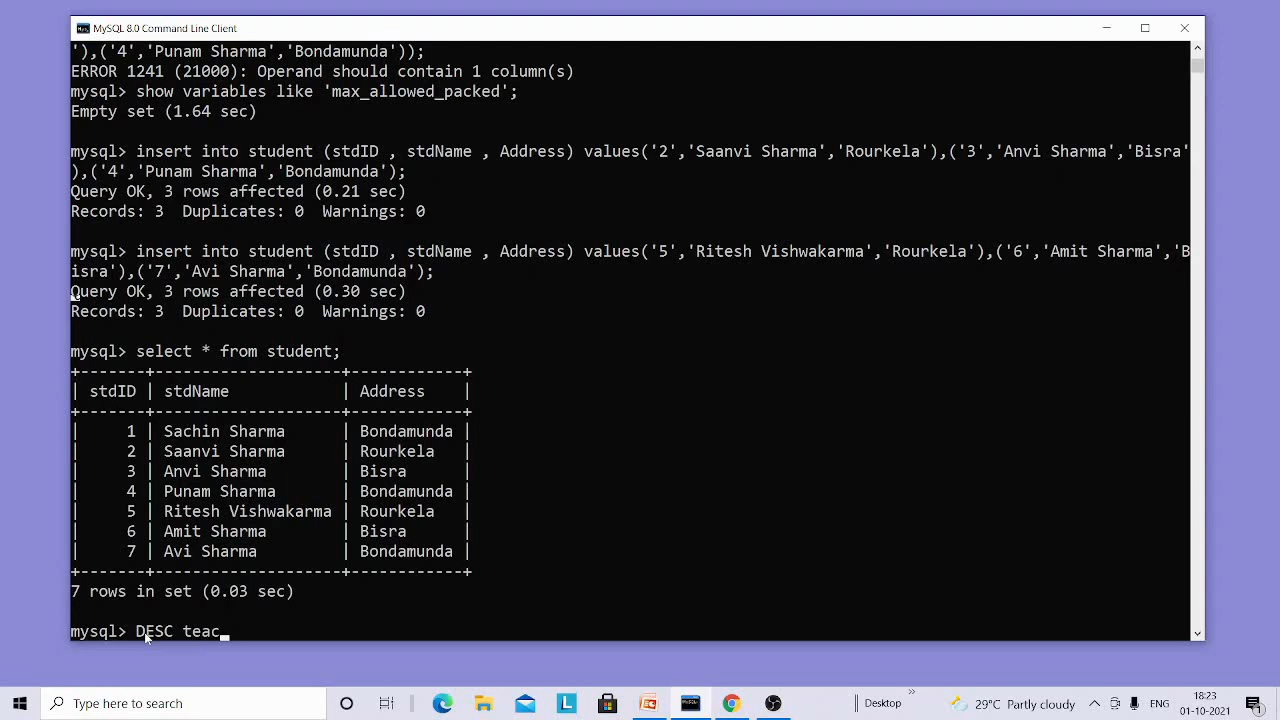 MySQL 8.0 Command Line Client
'),('4','Punam Sharma','Bondamunda'));
ERROR 1241 (21000): Operand should contain 1 column(s)
mysql> show variables like 'max_allowed_packed';
Empty set (1.64 sec)
mysql> insert into student (stdID , stdName , Address) values('2','Saanvi Sharma','Rourkela'),('3','Anvi Sharma','Bisra'
),('4','Punam Sharma','Bondamunda');
Query OK, 3 rows affected (0.21 sec)
Records: 3  Duplicates: 0  Warnings: 0
mysql> insert into student (stdID , stdName , Address) values('5','Ritesh Vishwakarma','Rourkela'),('6','Amit Sharma','B
isra'),('7','Avi Sharma','Bondamunda');
Query OK, 3 rows affected (0.30 sec)
Records: 3  Duplicates: 0  Warnings: 0
mysql> select * from student;
+-------+--------------------+------------+
| stdID | stdName            | Address    |
+-------+--------------------+------------+
|     1 | Sachin Sharma      | Bondamunda |
|     2 | Saanvi Sharma      | Rourkela   |
|     3 | Anvi Sharma        | Bisra      |
|     4 | Punam Sharma       | Bondamunda |
|     5 | Ritesh Vishwakarma | Rourkela   |
|     6 | Amit Sharma        | Bisra      |
|     7 | Avi Sharma         | Bondamunda |
+-------+--------------------+------------+
7 rows in set (0.03 sec)
mysql> DESC teac_
Type here to search
Desktop
29°C Partly cloudy
ENG
18:23
01-10-2021